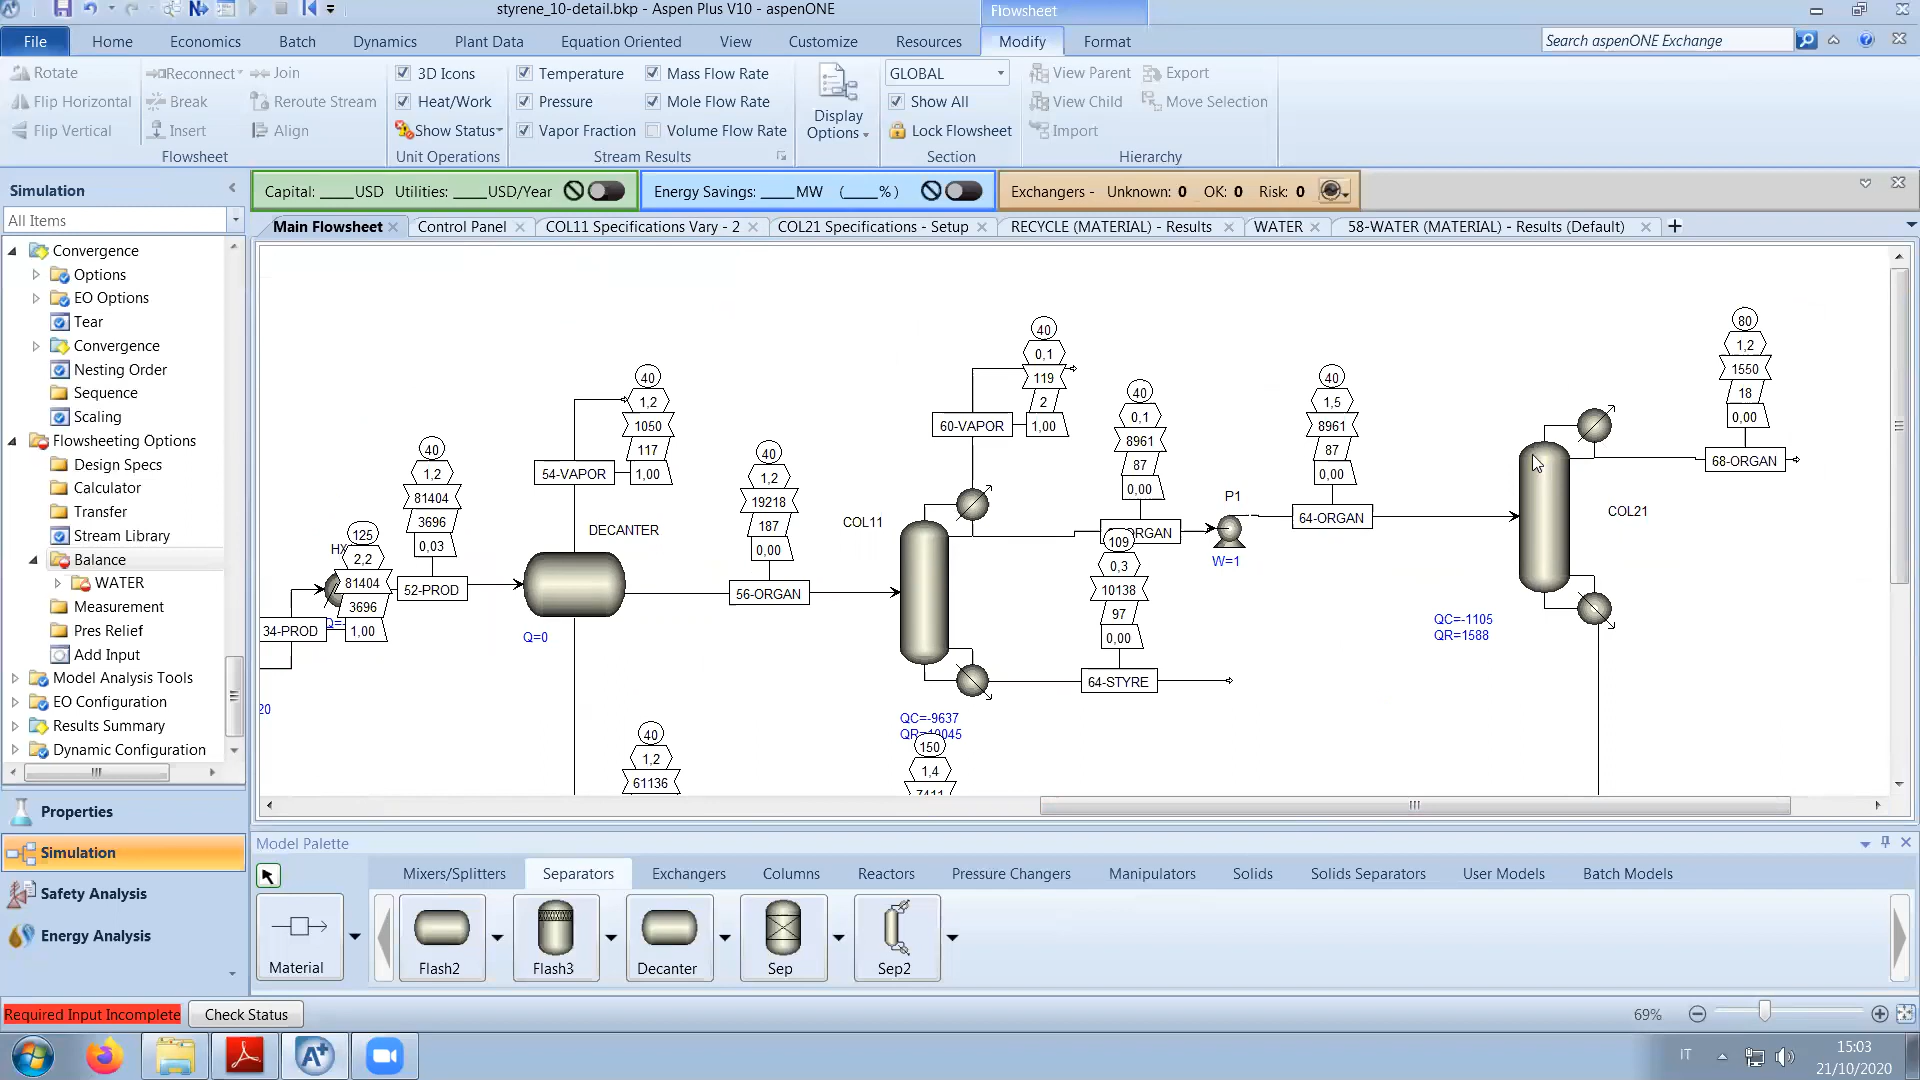 styrene_10-detail.bkp - Aspen Plus V10 - aspenONE
Flowsheet
File Home Economics Batch Dynamics Plant Data Equation Oriented View Customize Resources Modify Format
Search aspenONE Exchange
Rotate Reconnect Join
Flip Horizontal Break Reroute Stream
Flip Vertical Insert Align
Flowsheet
3D Icons
Heat/Work
Show Status
Unit Operations
Temperature Mass Flow Rate
Pressure Mole Flow Rate
Vapor Fraction Volume Flow Rate
Stream Results
Display
Options
GLOBAL
Show All
Lock Flowsheet
Section
View Parent Export
View Child Move Selection
Import
Hierarchy
Simulation
Capital: ____USD Utilities: ____USD/Year
Energy Savings: ____MW (____%)
Exchangers - Unknown: 0 OK: 0 Risk: 0
All Items
Main Flowsheet Control Panel COL11 Specifications Vary - 2 COL21 Specifications - Setup RECYCLE (MATERIAL) - Results WATER 58-WATER (MATERIAL) - Results (Default)
Convergence
Options
EO Options
Tear
Convergence
Nesting Order
Sequence
Scaling
Flowsheeting Options
Design Specs
Calculator
Transfer
Stream Library
Balance
WATER
Measurement
Pres Relief
Add Input
Model Analysis Tools
EO Configuration
Results Summary
Dynamic Configuration
Properties
Simulation
Safety Analysis
Energy Analysis
34-PROD
20
HX
125
2,2
81404
3696
1,00
Q=
40
1,2
81404
3696
0,03
52-PROD
54-VAPOR
40
1,2
1050
117
1,00
DECANTER
Q=0
40
1,2
61136
40
1,2
19218
187
0,00
56-ORGAN
COL11
QC=-9637
QR=10045
150
1,4
7411
60-VAPOR
40
0,1
119
2
1,00
40
0,1
8961
87
0,00
ORGAN
109
0,3
10138
97
0,00
64-STYRE
P1
W=1
40
1,5
8961
87
0,00
64-ORGAN
COL21
QC=-1105
QR=1588
80
1,2
1550
18
0,00
68-ORGAN
Model Palette
Mixers/Splitters Separators Exchangers Columns Reactors Pressure Changers Manipulators Solids Solids Separators User Models Batch Models
Material Flash2 Flash3 Decanter Sep Sep2
Required Input Incomplete Check Status
69%
IT
15:03
21/10/2020